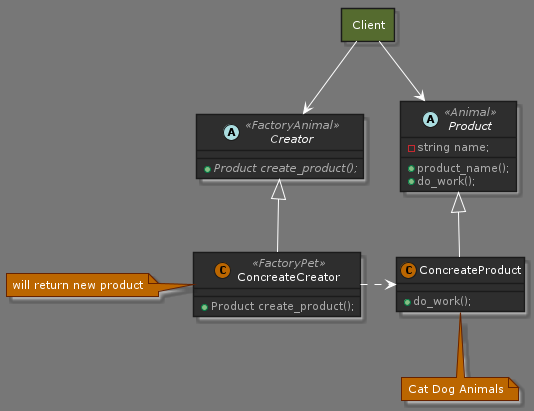 Client
A
«FactoryAnimal»
Creator
Product create_product();
A
«Animal»
Product
string name;
product_name();
do_work();
C
«FactoryPet»
ConcreateCreator
Product create_product();
will return new product
C
ConcreateProduct
do_work();
Cat Dog Animals